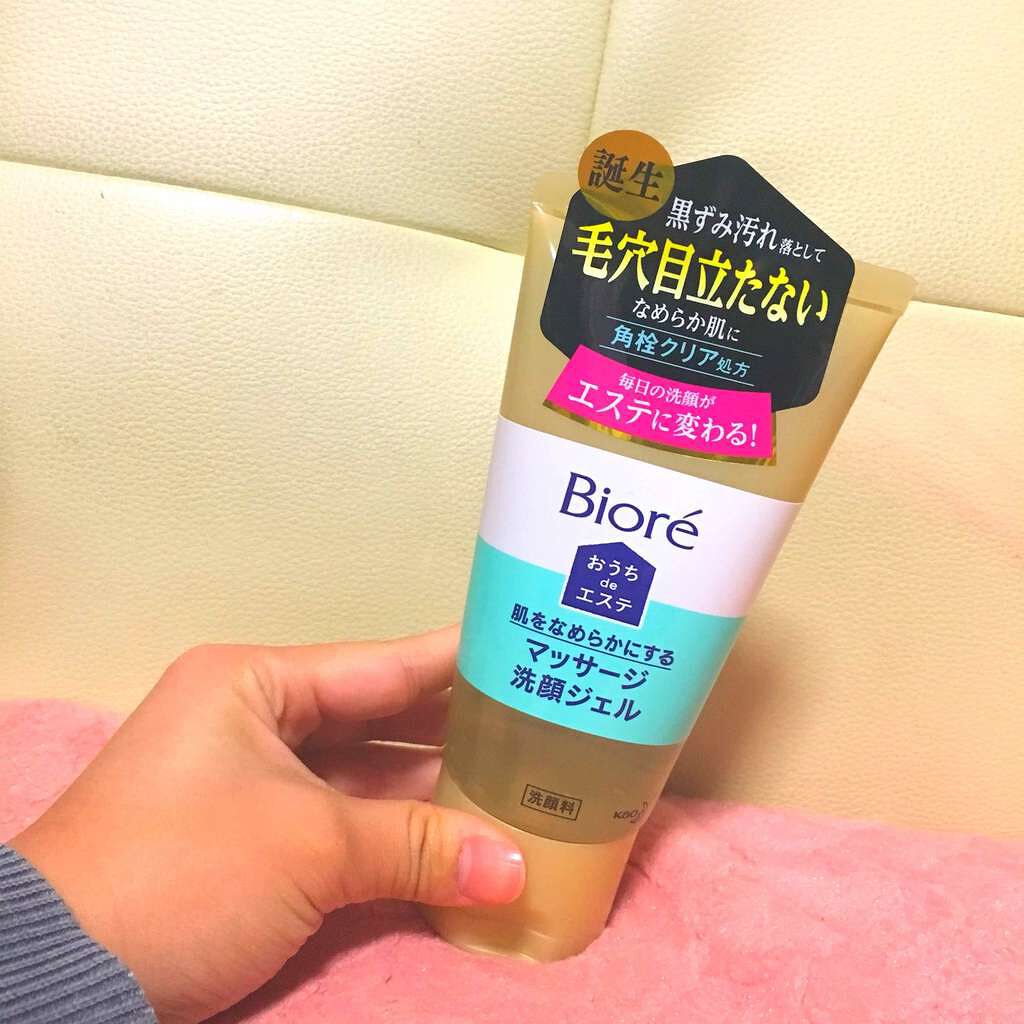 誕生
黒ずみ汚れ落として
毛穴目立たない
なめらか肌に
角栓クリア処方
毎日の洗顔が
エステに変わる!
Bioré
おうち
de
エステ
肌をなめらかにする
マッサージ
洗顔ジェル
洗顔料
Kao